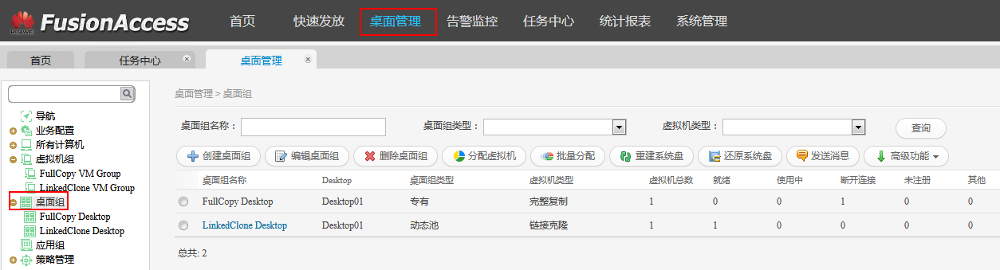 HUAWEI FusionAccess 首页 快速发放 桌面管理 告警监控 任务中心 统计报表 系统管理
首页 任务中心 桌面管理
导航
业务配置
所有计算机
虚拟机组
FullCopy VM Group
LinkedClone VM Group
桌面组
FullCopy Desktop
LinkedClone Desktop
应用组
策略管理
桌面管理 > 桌面组
桌面组名称： 桌面组类型： 虚拟机类型： 查询
创建桌面组 编辑桌面组 删除桌面组 分配虚拟机 批量分配 重建系统盘 还原系统盘 发送消息 高级功能
桌面组名称 Desktop 桌面组类型 虚拟机类型 虚拟机总数 就绪 使用中 断开连接 未注册 其他
FullCopy Desktop Desktop01 专有 完整复制 1 0 0 1 0 0
LinkedClone Desktop Desktop01 动态池 链接克隆 1 1 0 0 0 0
总共: 2